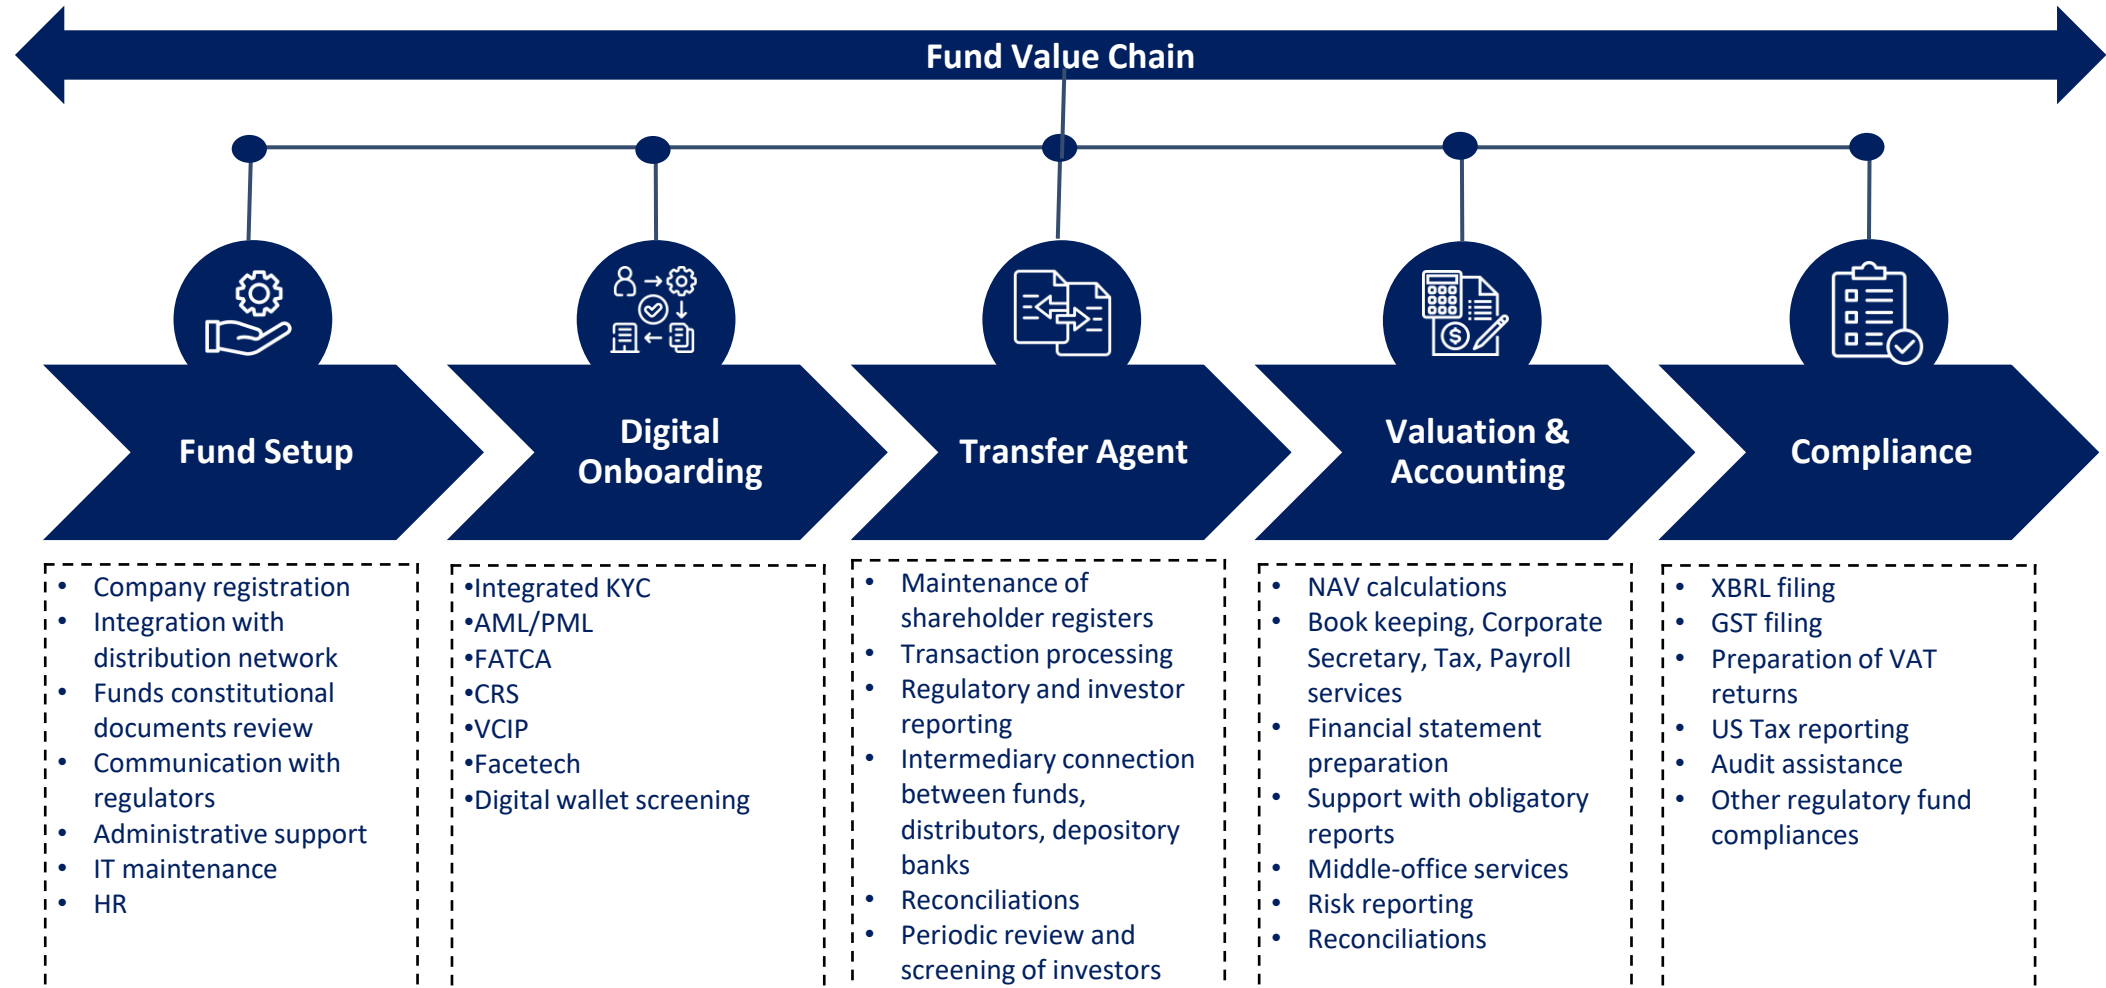 Fund Value Chain
Fund Setup
Digital
Onboarding
Transfer Agent
Valuation &
Accounting
Compliance
• Company registration
• Integration with
distribution network
• Funds constitutional
documents review
• Communication with
regulators
• Administrative support
• IT maintenance
• HR
•Integrated KYC
•AML/PML
•FATCA
•CRS
•VCIP
•Facetech
•Digital wallet screening
• Maintenance of
shareholder registers
• Transaction processing
• Regulatory and investor
reporting
• Intermediary connection
between funds,
distributors, depository
banks
• Reconciliations
• Periodic review and
screening of investors
• NAV calculations
• Book keeping, Corporate
Secretary, Tax, Payroll
services
• Financial statement
preparation
• Support with obligatory
reports
• Middle-office services
• Risk reporting
• Reconciliations
• XBRL filing
• GST filing
• Preparation of VAT
returns
• US Tax reporting
• Audit assistance
• Other regulatory fund
compliances